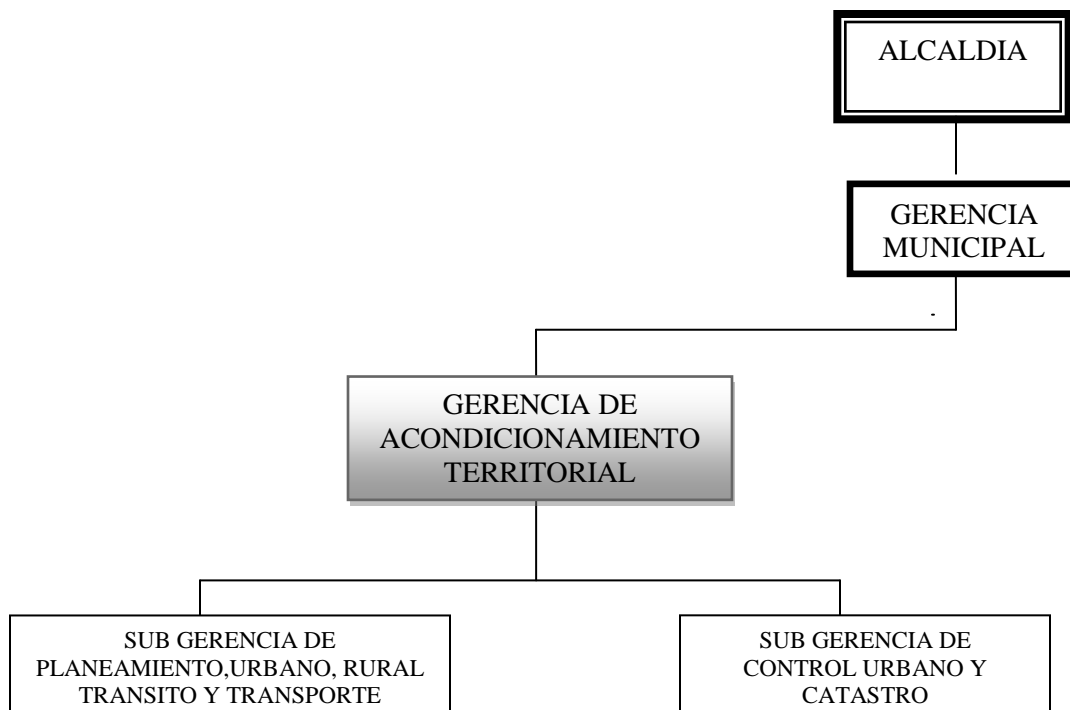 ALCALDIA
GERENCIA
MUNICIPAL
GERENCIA DE
ACONDICIONAMIENTO
TERRITORIAL
SUB GERENCIA DE
PLANEAMIENTO,URBANO, RURAL
TRANSITO Y TRANSPORTE
SUB GERENCIA DE
CONTROL URBANO Y
CATASTRO